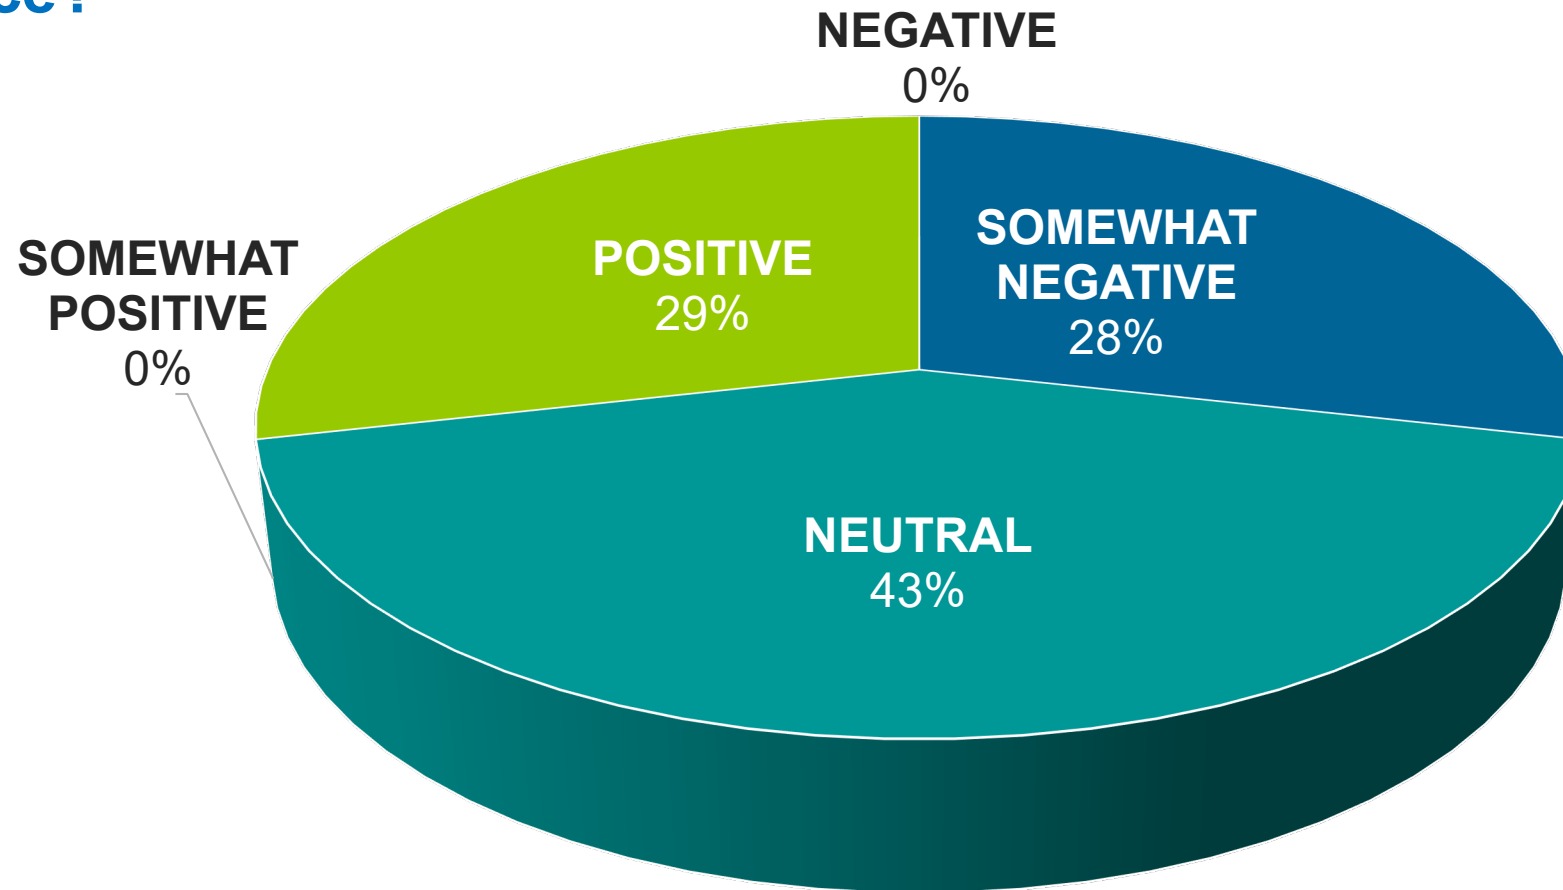 NEGATIVE
0%
SOMEWHAT
NEGATIVE
28%
POSITIVE
29%
SOMEWHAT
POSITIVE
0%
NEUTRAL
43%